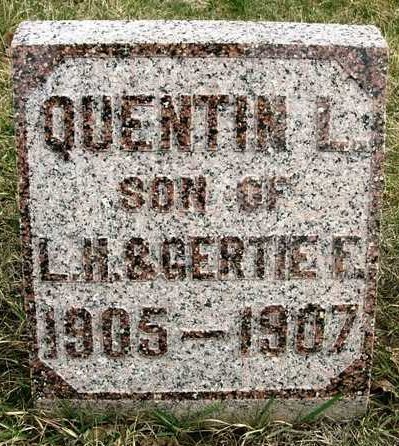 QUENTIN L.
SON OF
L.H.&GERTIE E.
1905-1907